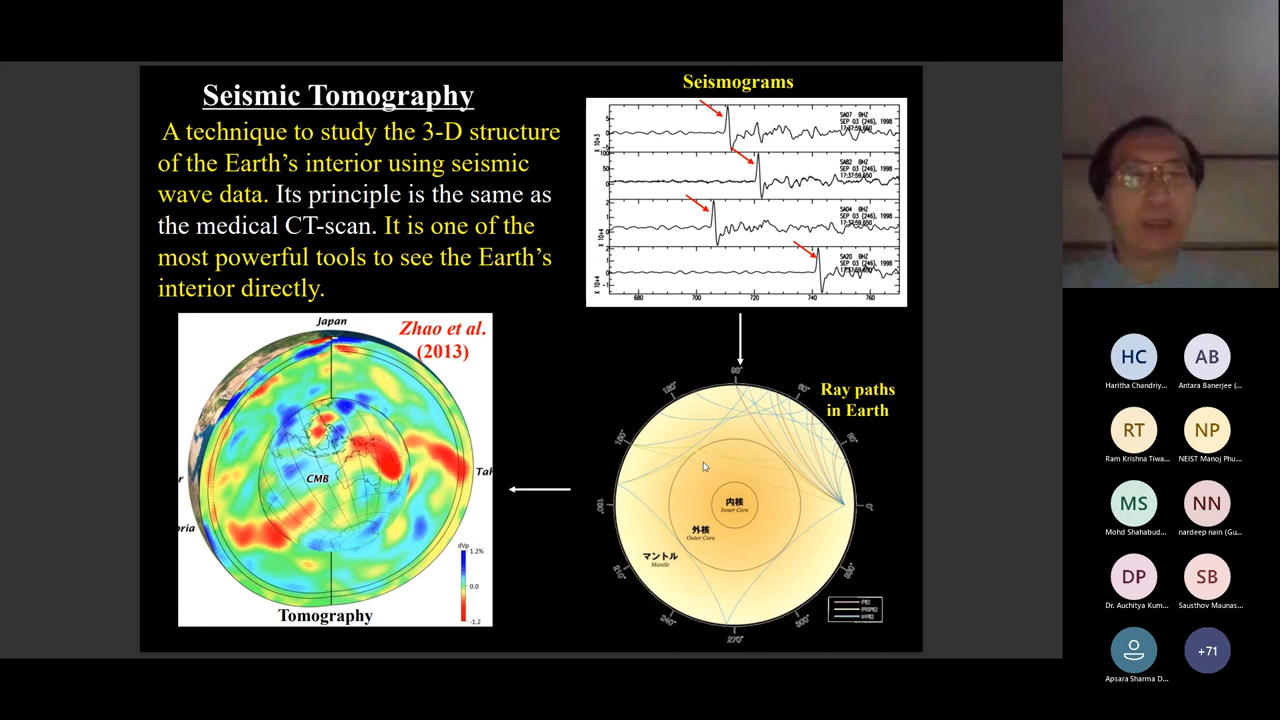 Seismic Tomography
A technique to study the 3-D structure
of the Earth's interior using seismic
wave data. Its principle is the same as
the medical CT-scan. It is one of the
most powerful tools to see the Earth's
interior directly.
Seismograms
SA07 BHZ
SEP 03 (246), 1998
SAB2 BHZ
SEP 03 (246), 1998
SA04 BHZ
SEP 03 (246), 1998
SA20 BHZ
SEP 03 (246), 1998
680 700 720 740 760
Japan
Zhao et al.
(2013)
CMB
dVp
1.2%
0.0
-1.2
Tomography
Ray paths
in Earth
内核
Inner Core
外核
Outer Core
マントル
Mantle
0°
270°
HC
Haritha Chandriy...
AB
Antara Banerjee (...
RT
Ram Krishna Tiwa...
NP
NEIST Manoj Phu...
MS
Mohd Shahabud...
NN
nardeep nain (Gu...
DP
Dr. Auchitya Kum...
SB
Sausthov Maunas...
Apsara Sharma D...
+71